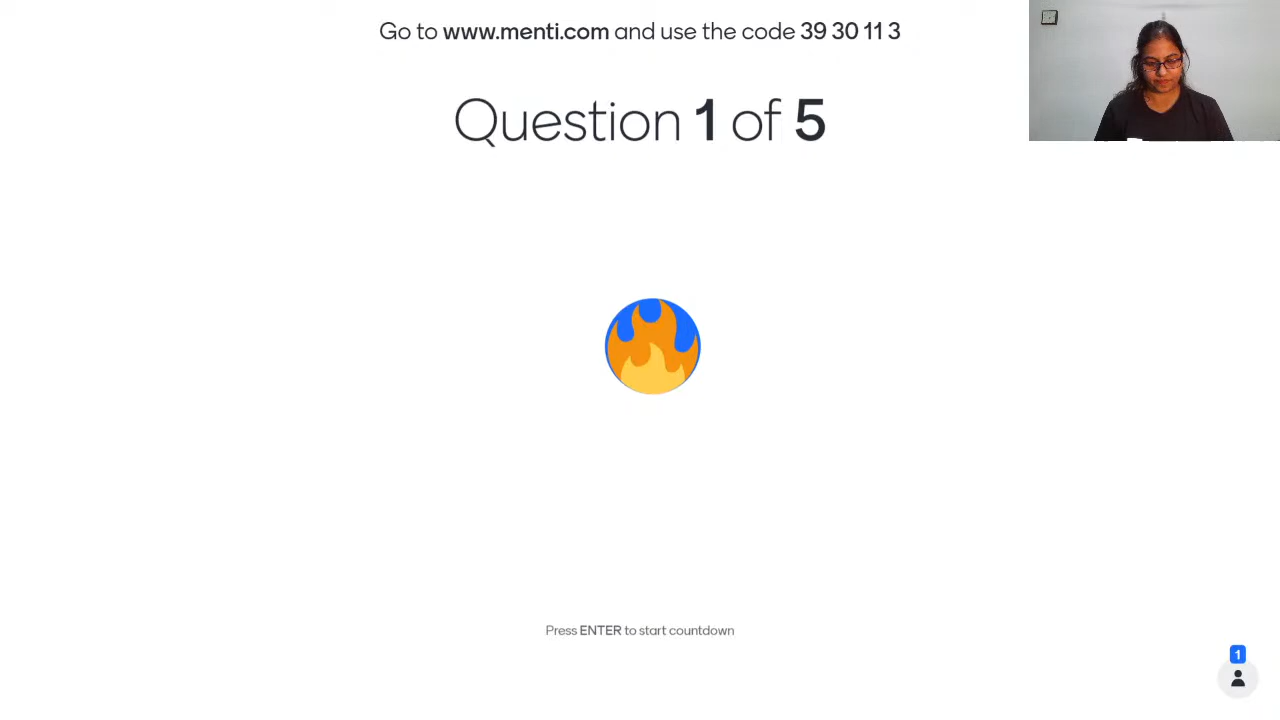 Go to www.menti.com and use the code 39 30 11 3
Question 1 of 5
Press ENTER to start countdown
1